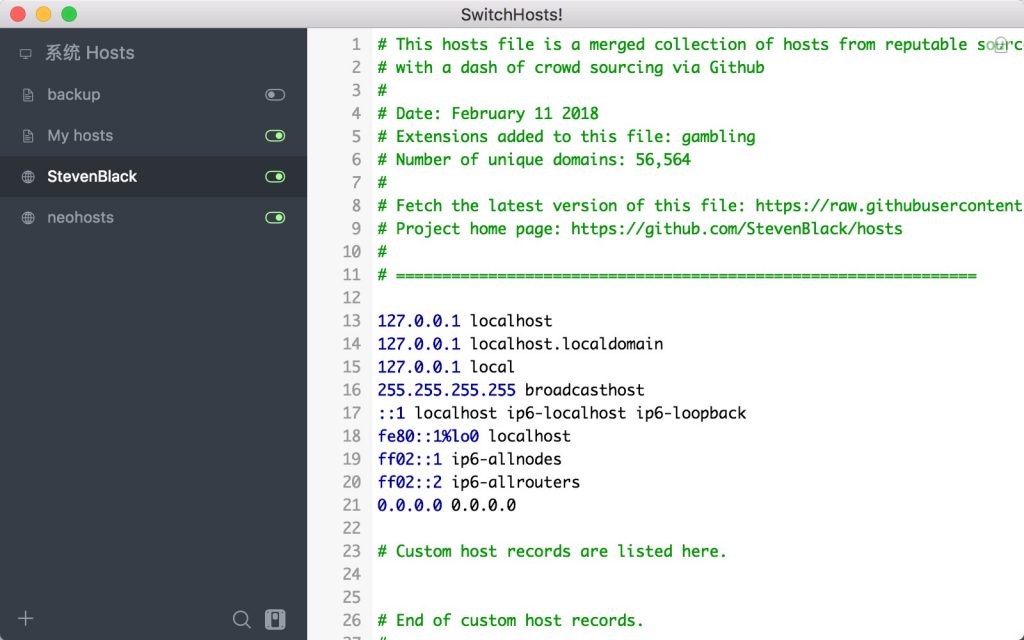 SwitchHosts!
系统 Hosts
backup
My hosts
StevenBlack
neohosts
1 # This hosts file is a merged collection of hosts from reputable
2 # with a dash of crowd sourcing via Github
3 #
4 # Date: February 11 2018
5 # Extensions added to this file: gambling
6 # Number of unique domains: 56,564
7 #
8 # Fetch the latest version of this file: https://raw.githubusercontent
9 # Project home page: https://github.com/StevenBlack/hosts
10 #
11 # ===============================================================
12
13 127.0.0.1 localhost
14 127.0.0.1 localhost.localdomain
15 127.0.0.1 local
16 255.255.255.255 broadcasthost
17 ::1 localhost ip6-localhost ip6-loopback
18 fe80::1%lo0 localhost
19 ff02::1 ip6-allnodes
20 ff02::2 ip6-allrouters
21 0.0.0.0 0.0.0.0
22
23 # Custom host records are listed here.
24
25
26 # End of custom host records.